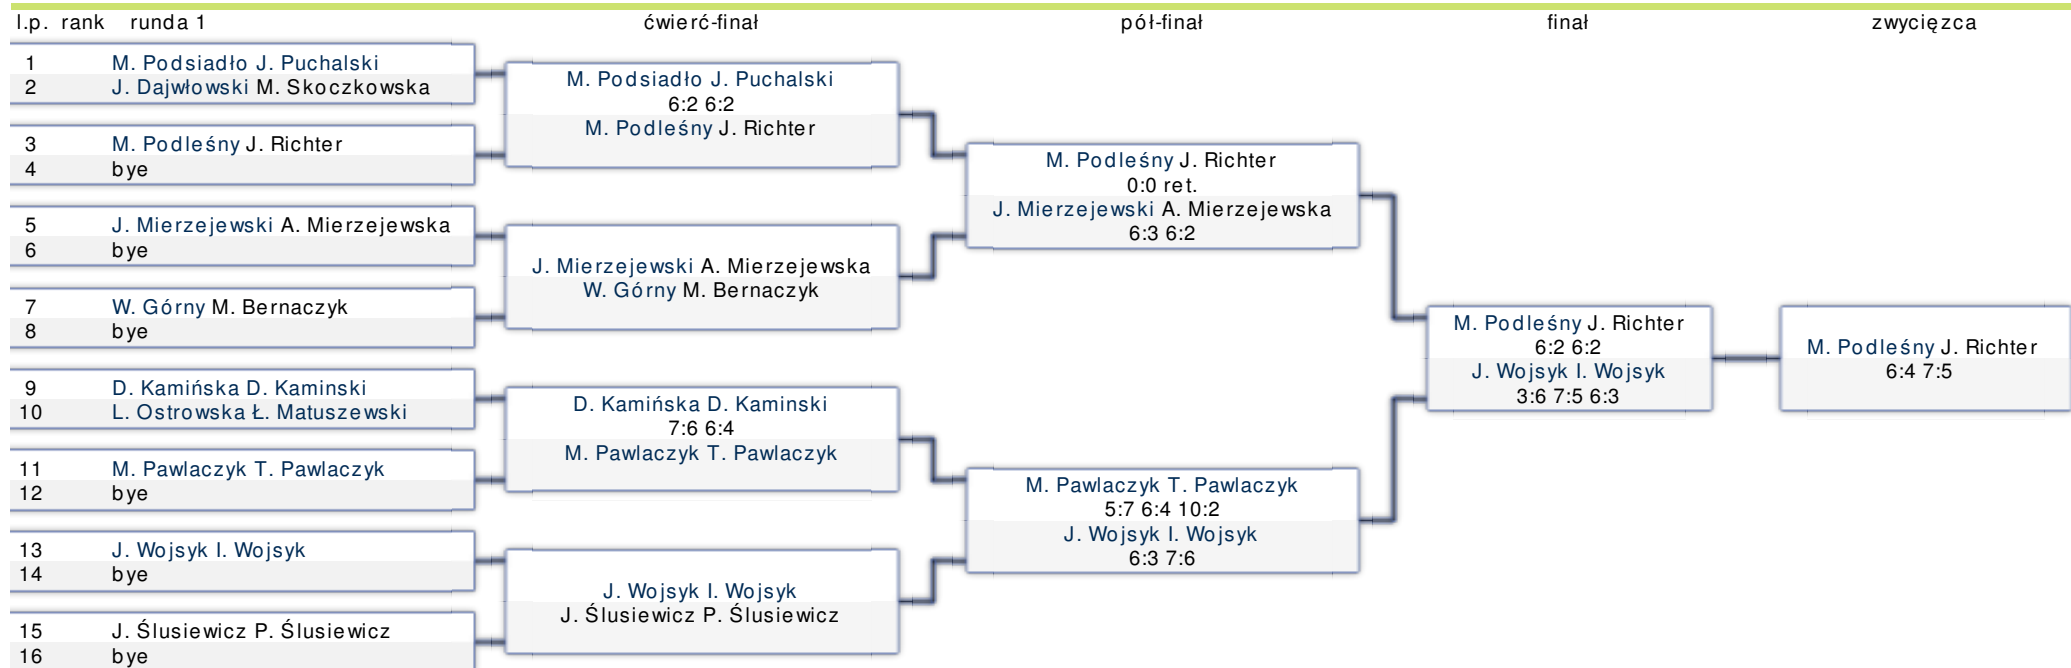 l.p. rank runda 1 ćwierć-finał pół-finał finał zwycięzca
1 M. Podsiadło J. Puchalski
2 J. Dajwłowski M. Skoczkowska
3 M. Podleśny J. Richter
4 bye
5 J. Mierzejewski A. Mierzejewska
6 bye
7 W. Górny M. Bernaczyk
8 bye
9 D. Kamińska D. Kaminski
10 L. Ostrowska Ł. Matuszewski
11 M. Pawlaczyk T. Pawlaczyk
12 bye
13 J. Wojsyk I. Wojsyk
14 bye
15 J. Ślusiewicz P. Ślusiewicz
16 bye
M. Podsiadło J. Puchalski
6:2 6:2
M. Podleśny J. Richter
J. Mierzejewski A. Mierzejewska
W. Górny M. Bernaczyk
D. Kamińska D. Kaminski
7:6 6:4
M. Pawlaczyk T. Pawlaczyk
J. Wojsyk I. Wojsyk
J. Ślusiewicz P. Ślusiewicz
M. Podleśny J. Richter
0:0 ret.
J. Mierzejewski A. Mierzejewska
6:3 6:2
M. Pawlaczyk T. Pawlaczyk
5:7 6:4 10:2
J. Wojsyk I. Wojsyk
6:3 7:6
M. Podleśny J. Richter
6:2 6:2
J. Wojsyk I. Wojsyk
3:6 7:5 6:3
M. Podleśny J. Richter
6:4 7:5